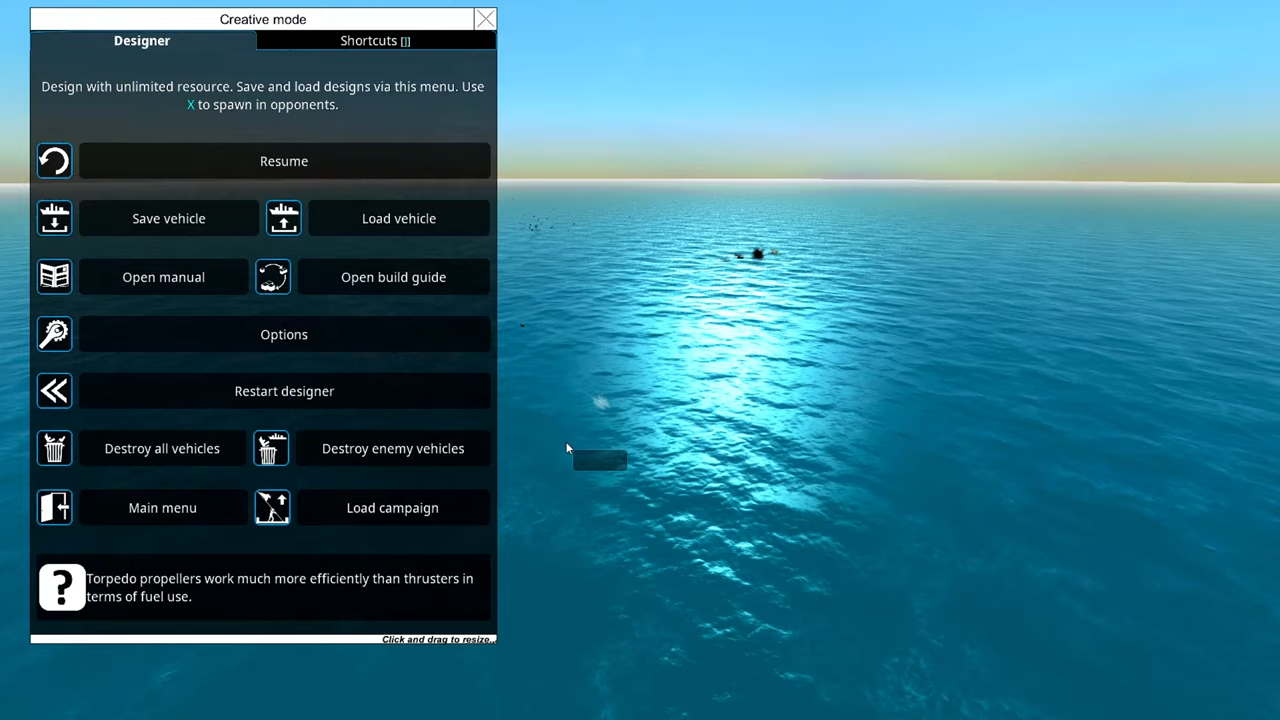 Creative mode
Designer
Shortcuts []]
Design with unlimited resource. Save and load designs via this menu. Use
X to spawn in opponents.
Resume
Save vehicle
Load vehicle
Open manual
Open build guide
Options
Restart designer
Destroy all vehicles
Destroy enemy vehicles
Main menu
Load campaign
?
Torpedo propellers work much more efficiently than thrusters in
terms of fuel use.
Click and drag to resize..